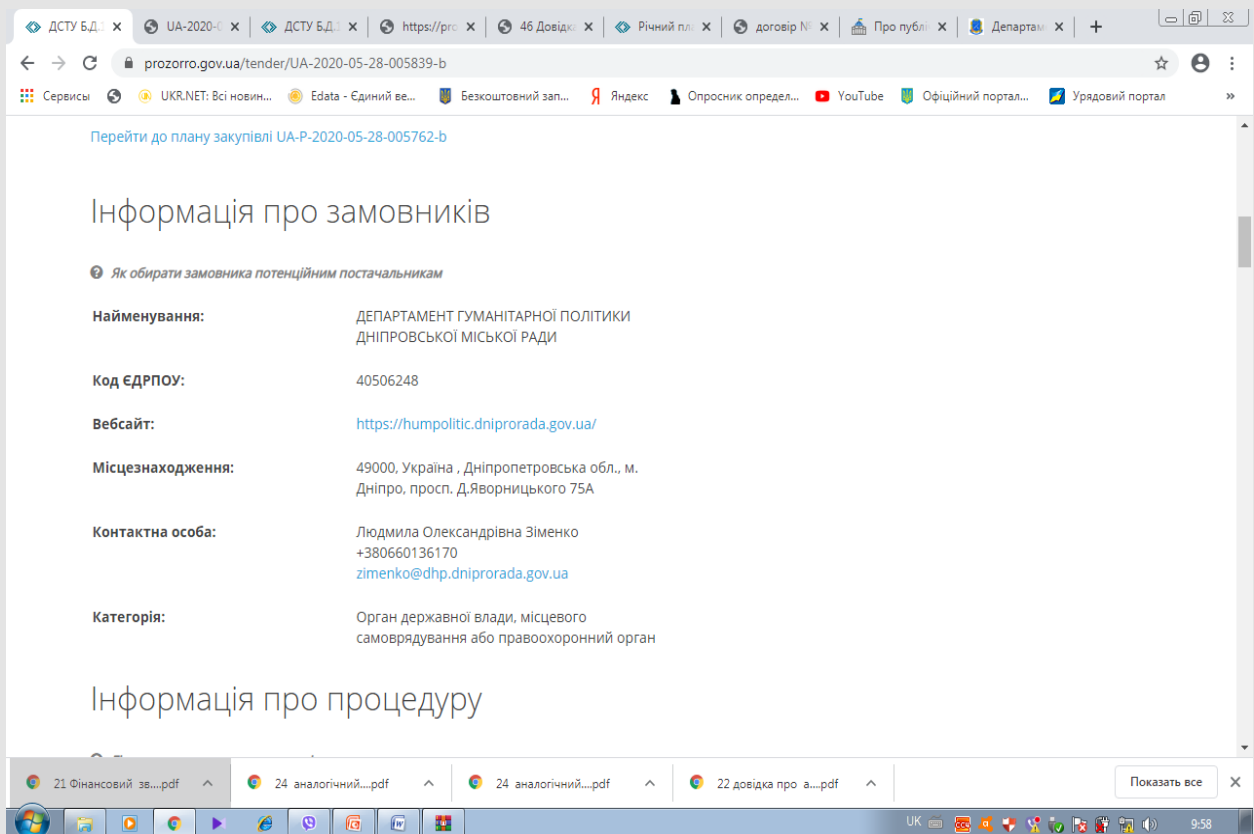 ДСТУ Б.Д.
UA-2020-0
ДСТУ Б.Д.
https://pro
46 Довідка
Річний пла
договір №
Про публі
Департам
prozorro.gov.ua/tender/UA-2020-05-28-005839-b
Сервисы
UKR.NET: Всі новин...
Edata - Єдиний ве...
Безкоштовний зап...
Яндекс
Опросник определ...
YouTube
Офіційний портал...
Урядовий портал
Перейти до плану закупівлі UA-P-2020-05-28-005762-b
Інформація про замовників
Як обирати замовника потенційним постачальникам
Найменування: ДЕПАРТАМЕНТ ГУМАНІТАРНОЇ ПОЛІТИКИ
ДНІПРОВСЬКОЇ МІСЬКОЇ РАДИ
Код ЄДРПОУ: 40506248
Вебсайт: https://humpolitic.dniprorada.gov.ua/
Місцезнаходження: 49000, Україна , Дніпропетровська обл., м.
Дніпро, просп. Д.Яворницького 75А
Контактна особа: Людмила Олександрівна Зіменко
+380660136170
zimenko@dhp.dniprorada.gov.ua
Категорія: Орган державної влади, місцевого
самоврядування або правоохоронний орган
Інформація про процедуру
21 Фінансовий зв....pdf
24 аналогічний....pdf
24 аналогічний....pdf
22 довідка про а....pdf
Показать все
UK
9:58